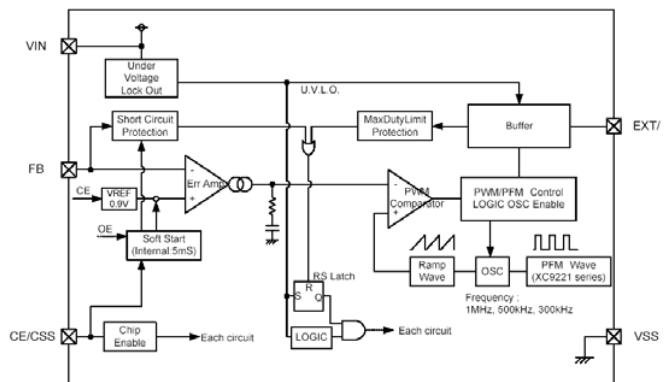 VIN
Under
Voltage
Lock Out
U.V.L.O.
Short Circuit
Protection
MaxDutyLimit
Protection
Buffer
EXT/
FB
CE
VREF
0.9V
-
+
Err Amp
-
+
PWM
Comparator
PWM/PFM Control
LOGIC OSC Enable
OE
Soft Start
(Internal 5mS)
Ramp
Wave
OSC
PFM Wave
(XC9221 series)
Frequency :
1MHz, 500kHz, 300kHz
RS Latch
R
S
Q
LOGIC
Each circuit
CE/CSS
Chip
Enable
Each circuit
VSS